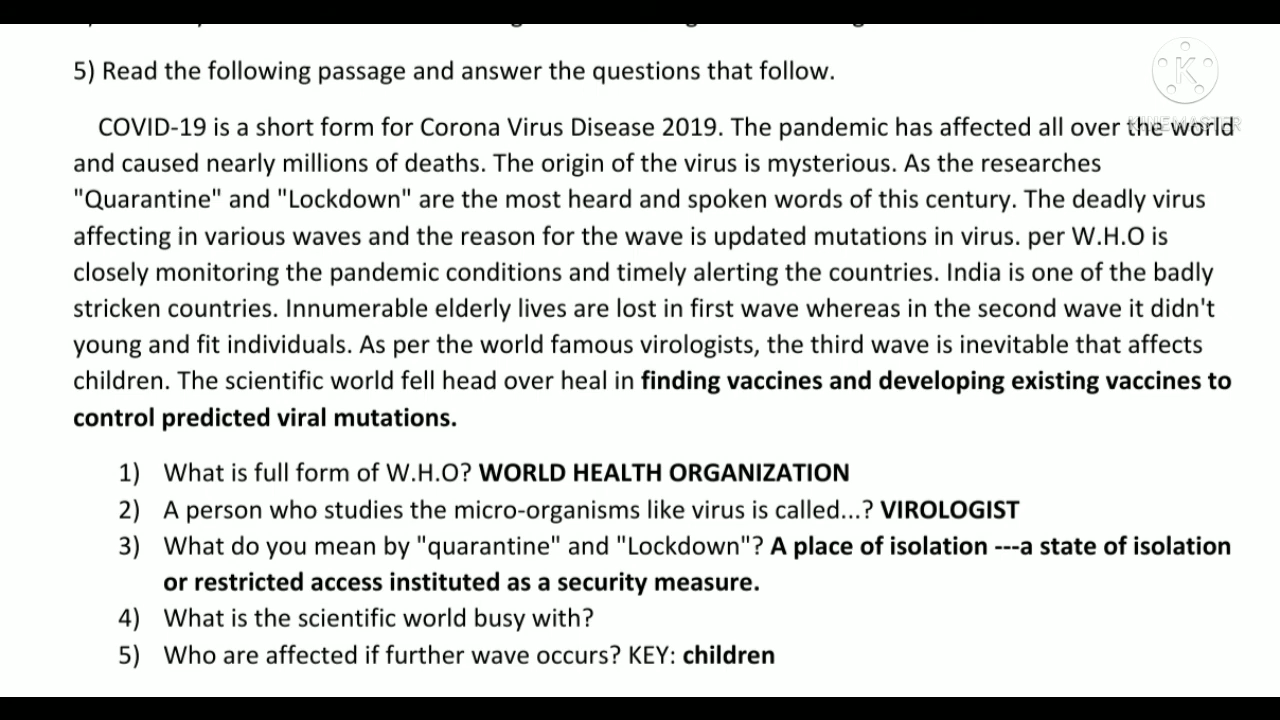 5) Read the following passage and answer the questions that follow.
COVID-19 is a short form for Corona Virus Disease 2019. The pandemic has affected all over the world
and caused nearly millions of deaths. The origin of the virus is mysterious. As the researches
"Quarantine" and "Lockdown" are the most heard and spoken words of this century. The deadly virus
affecting in various waves and the reason for the wave is updated mutations in virus. per W.H.O is
closely monitoring the pandemic conditions and timely alerting the countries. India is one of the badly
stricken countries. Innumerable elderly lives are lost in first wave whereas in the second wave it didn't
young and fit individuals. As per the world famous virologists, the third wave is inevitable that affects
children. The scientific world fell head over heal in finding vaccines and developing existing vaccines to
control predicted viral mutations.
1) What is full form of W.H.O? WORLD HEALTH ORGANIZATION
2) A person who studies the micro-organisms like virus is called...? VIROLOGIST
3) What do you mean by "quarantine" and "Lockdown"? A place of isolation ---a state of isolation
or restricted access instituted as a security measure.
4) What is the scientific world busy with?
5) Who are affected if further wave occurs? KEY: children
K
KINEMASTER